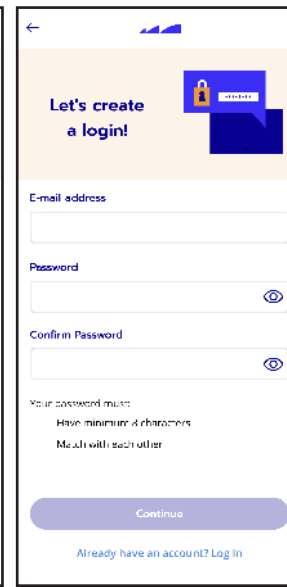 Let's create
a login!
E-mail address
Password
Confirm Password
Your password must:
Have minimum 8 characters
Match with each other
Continue
Already have an account? Log In